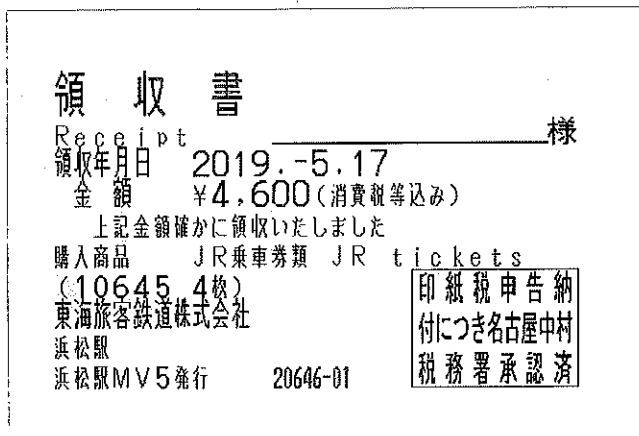 領収書
Receipt 様
領収年月日 2019.-5.17
金額 ¥4,600(消費税等込み)
上記金額確かに領収いたしました
購入商品 JR乗車券類 JR tickets
(10645 4枚)
東海旅客鉄道株式会社
浜松駅
浜松駅MV5発行 20646-01
印紙税申告納
付につき名古屋中村
税務署承認済